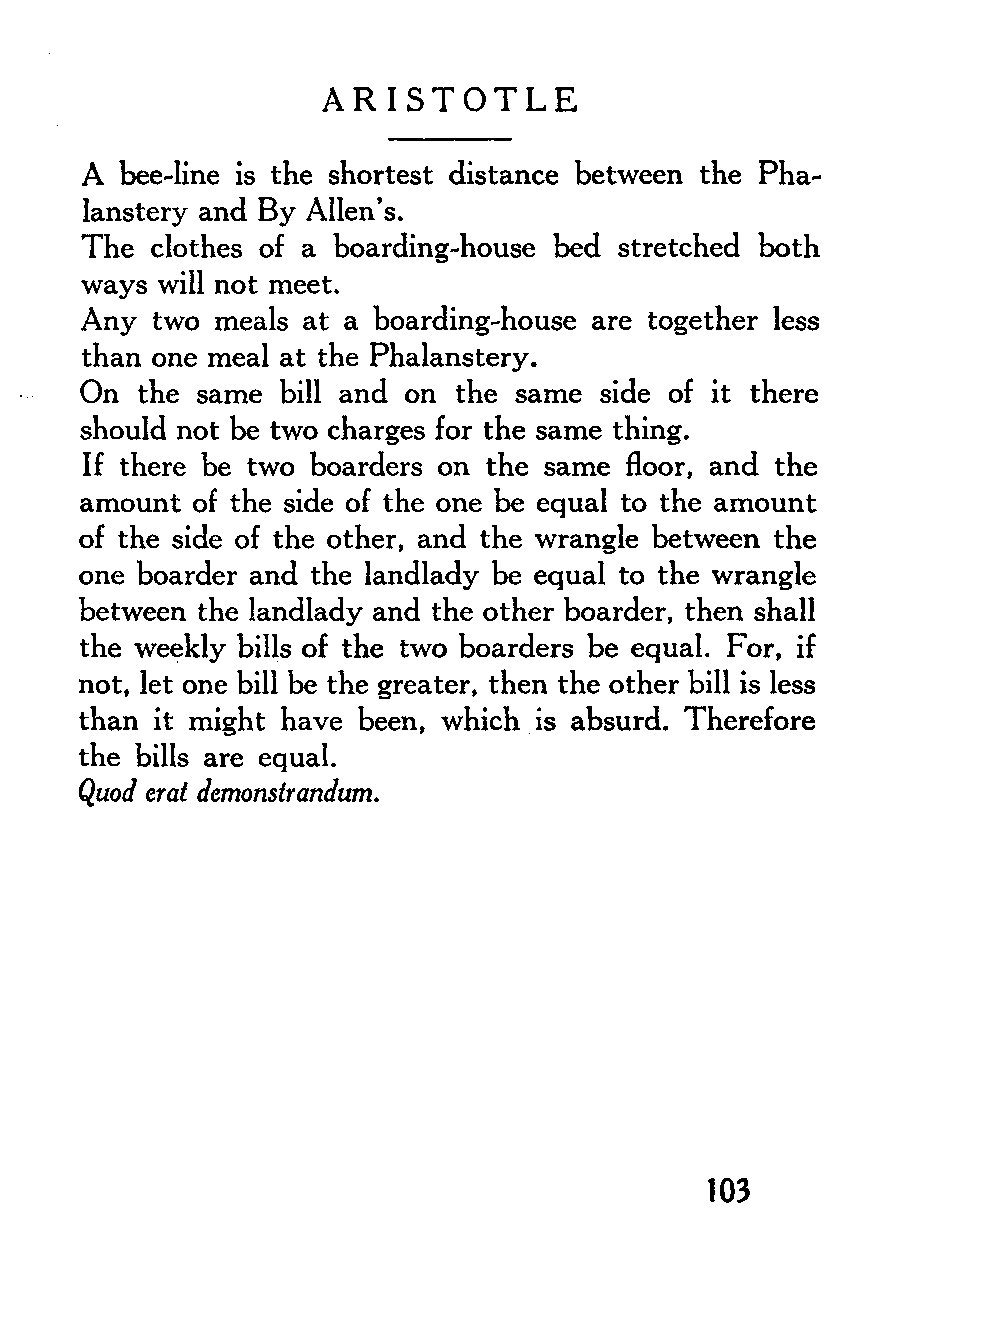 ARISTOTLE
A bee-line is the shortest distance between the Pha-
lanstery and By Allen's.
The clothes of a boarding-house bed stretched both
ways will not meet.
Any two meals at a boarding-house are together less
than one meal at the Phalanstery.
On the same bill and on the same side of it there
should not be two charges for the same thing.
If there be two boarders on the same floor, and the
amount of the side of the one be equal to the amount
of the side of the other, and the wrangle between the
one boarder and the landlady be equal to the wrangle
between the landlady and the other boarder, then shall
the weekly bills of the two boarders be equal. For, if
not, let one bill be the greater, then the other bill is less
than it might have been, which is absurd. Therefore
the bills are equal.
Quod erat demonstrandum.
103